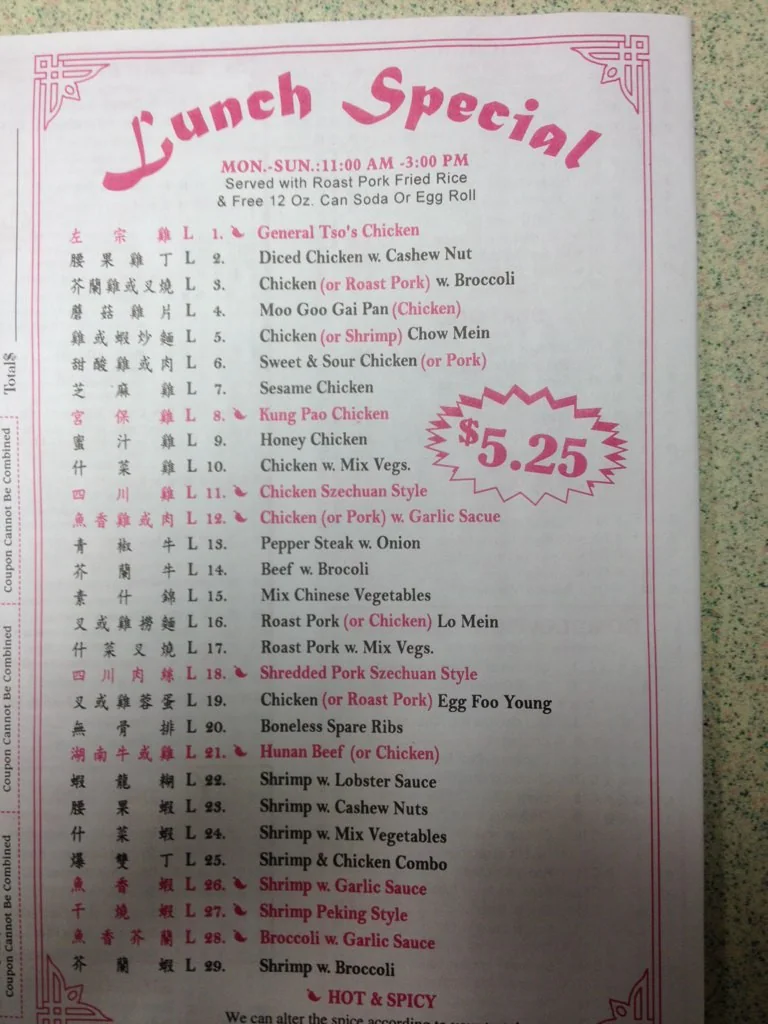 Lunch Special
MON.-SUN.:11:00 AM -3:00 PM
Served with Roast Pork Fried Rice
& Free 12 Oz. Can Soda Or Egg Roll
左宗雞 L 1. General Tso's Chicken
腰果雞丁 L 2. Diced Chicken w. Cashew Nut
芥蘭雞或叉燒 L 3. Chicken (or Roast Pork) w. Broccoli
蘑菇雞片 L 4. Moo Goo Gai Pan (Chicken)
雞或蝦炒麵 L 5. Chicken (or Shrimp) Chow Mein
甜酸雞或肉 L 6. Sweet & Sour Chicken (or Pork)
芝麻雞 L 7. Sesame Chicken
宮保雞 L 8. Kung Pao Chicken
蜜汁雞 L 9. Honey Chicken
什菜雞 L 10. Chicken w. Mix Vegs.
四川雞 L 11. Chicken Szechuan Style
魚香雞或肉 L 12. Chicken (or Pork) w. Garlic Sacue
青椒牛 L 13. Pepper Steak w. Onion
芥蘭牛 L 14. Beef w. Brocoli
素什錦 L 15. Mix Chinese Vegetables
叉或雞撈麵 L 16. Roast Pork (or Chicken) Lo Mein
什菜叉燒 L 17. Roast Pork w. Mix Vegs.
四川肉絲 L 18. Shredded Pork Szechuan Style
叉或雞蓉蛋 L 19. Chicken (or Roast Pork) Egg Foo Young
無骨排 L 20. Boneless Spare Ribs
湖南牛或雞 L 21. Hunan Beef (or Chicken)
蝦龍糊 L 22. Shrimp w. Lobster Sauce
腰果蝦 L 23. Shrimp w. Cashew Nuts
什菜蝦 L 24. Shrimp w. Mix Vegetables
爆雙丁 L 25. Shrimp & Chicken Combo
魚香蝦 L 26. Shrimp w. Garlic Sauce
干燒蝦 L 27. Shrimp Peking Style
魚香芥蘭 L 28. Broccoli w. Garlic Sauce
芥蘭蝦 L 29. Shrimp w. Broccoli
$5.25
HOT & SPICY
We can alter the spice according to
Total$
Coupon Cannot Be Combined
Coupon Cannot Be Combined
Coupon Cannot Be Combined